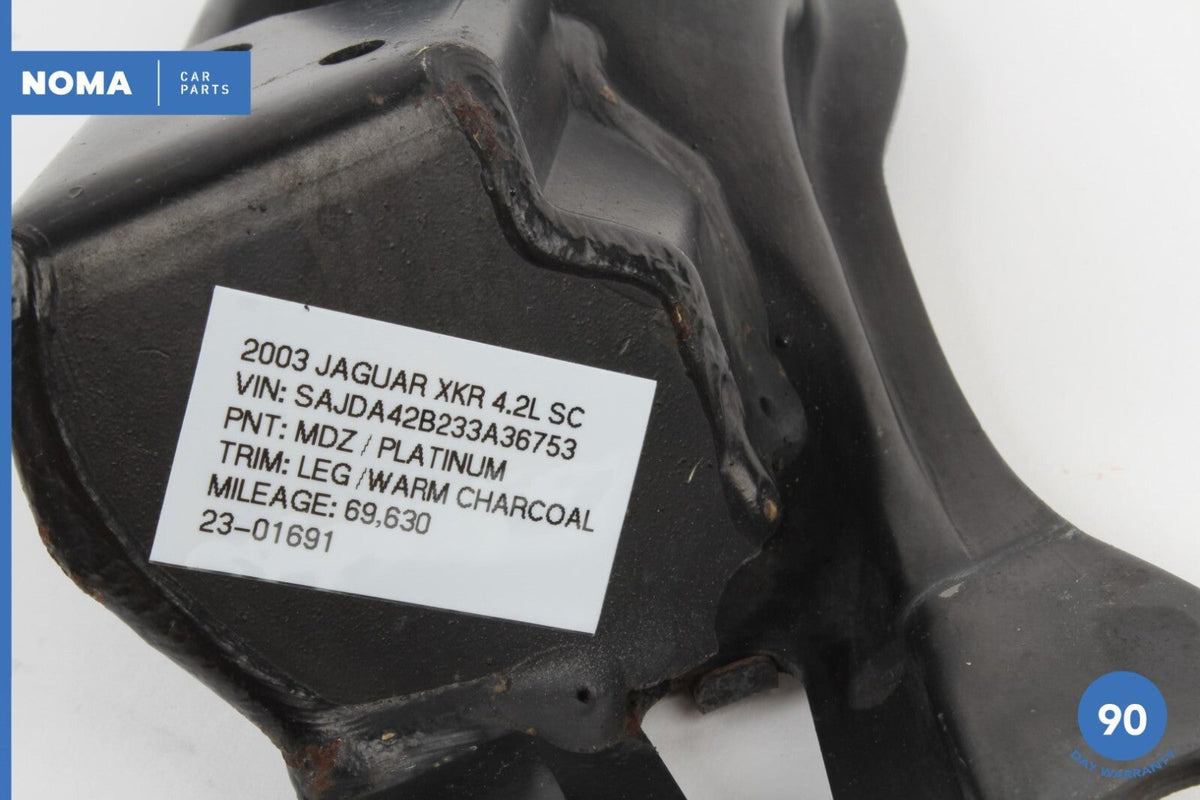 NOMA
CAR
PARTS
2003 JAGUAR XKR 4.2L SC
VIN: SAJDA42B233A36753
PNT: MDZ / PLATINUM
TRIM: LEG /WARM CHARCOAL
MILEAGE: 69,630
23-01691
90
DAY WARRANTY